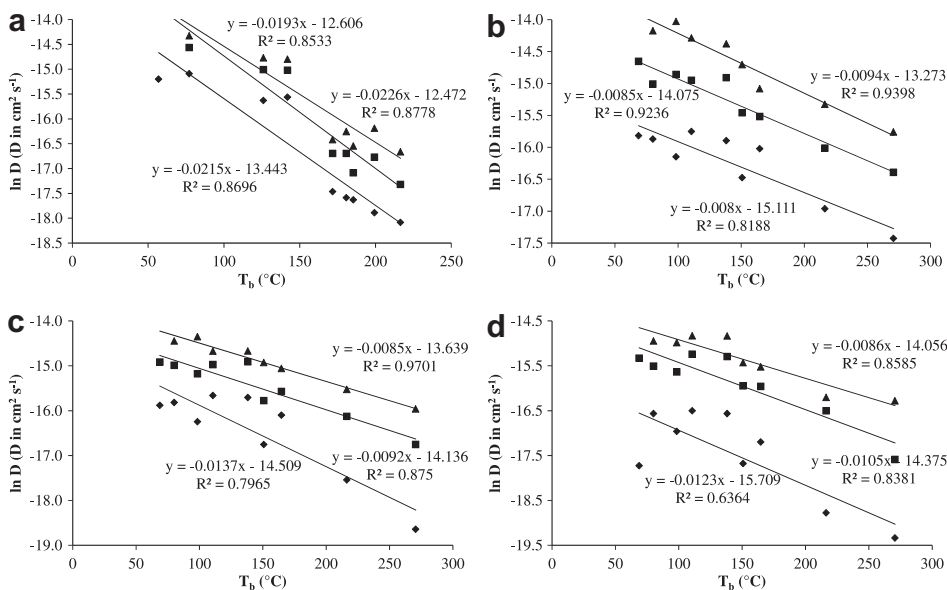 a
y = -0.0193x - 12.606
R² = 0.8533
y = -0.0226x - 12.472
R² = 0.8778
y = -0.0215x - 13.443
R² = 0.8696
-14.0
-14.5
-15.0
-15.5
-16.0
-16.5
-17.0
-17.5
-18.0
-18.5
0 50 100 150 200 250
ln D (D in cm² s⁻¹)
T_b (°C)
b
y = -0.0094x - 13.273
R² = 0.9398
y = -0.0085x - 14.075
R² = 0.9236
y = -0.008x - 15.111
R² = 0.8188
-14.0
-14.5
-15.0
-15.5
-16.0
-16.5
-17.0
-17.5
0 50 100 150 200 250 300
ln D (D in cm² s⁻¹)
T_b (°C)
c
y = -0.0085x - 13.639
R² = 0.9701
y = -0.0092x - 14.136
R² = 0.875
y = -0.0137x - 14.509
R² = 0.7965
-14.0
-15.0
-16.0
-17.0
-18.0
-19.0
0 50 100 150 200 250 300
ln D (D in cm² s⁻¹)
T_b (°C)
d
y = -0.0086x - 14.056
R² = 0.8585
y = -0.0105x - 14.375
R² = 0.8381
y = -0.0123x - 15.709
R² = 0.6364
-14.5
-15.5
-16.5
-17.5
-18.5
-19.5
0 50 100 150 200 250 300
ln D (D in cm² s⁻¹)
T_b (°C)